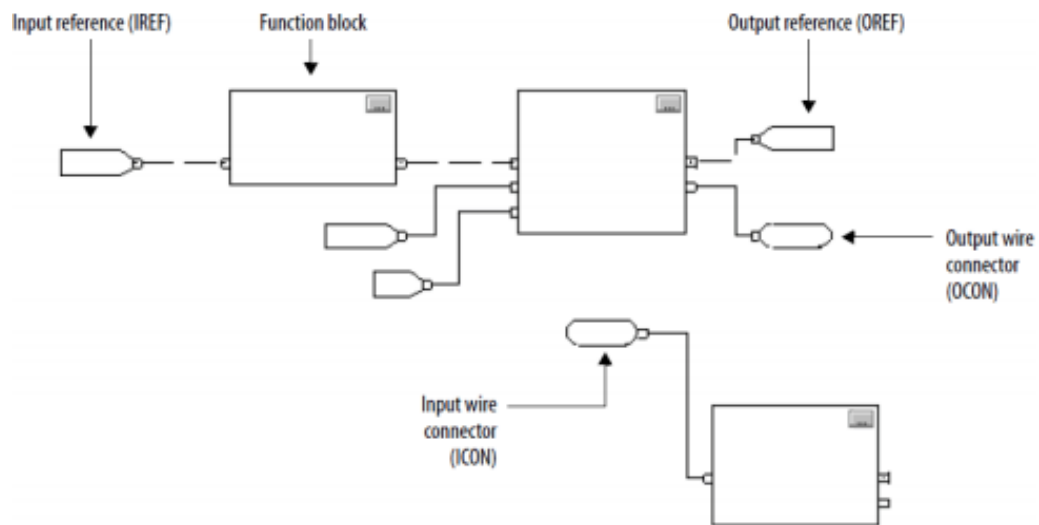 Input reference (IREF)
Function block
Output reference (OREF)
Output wire
connector
(OCON)
Input wire
connector
(ICON)